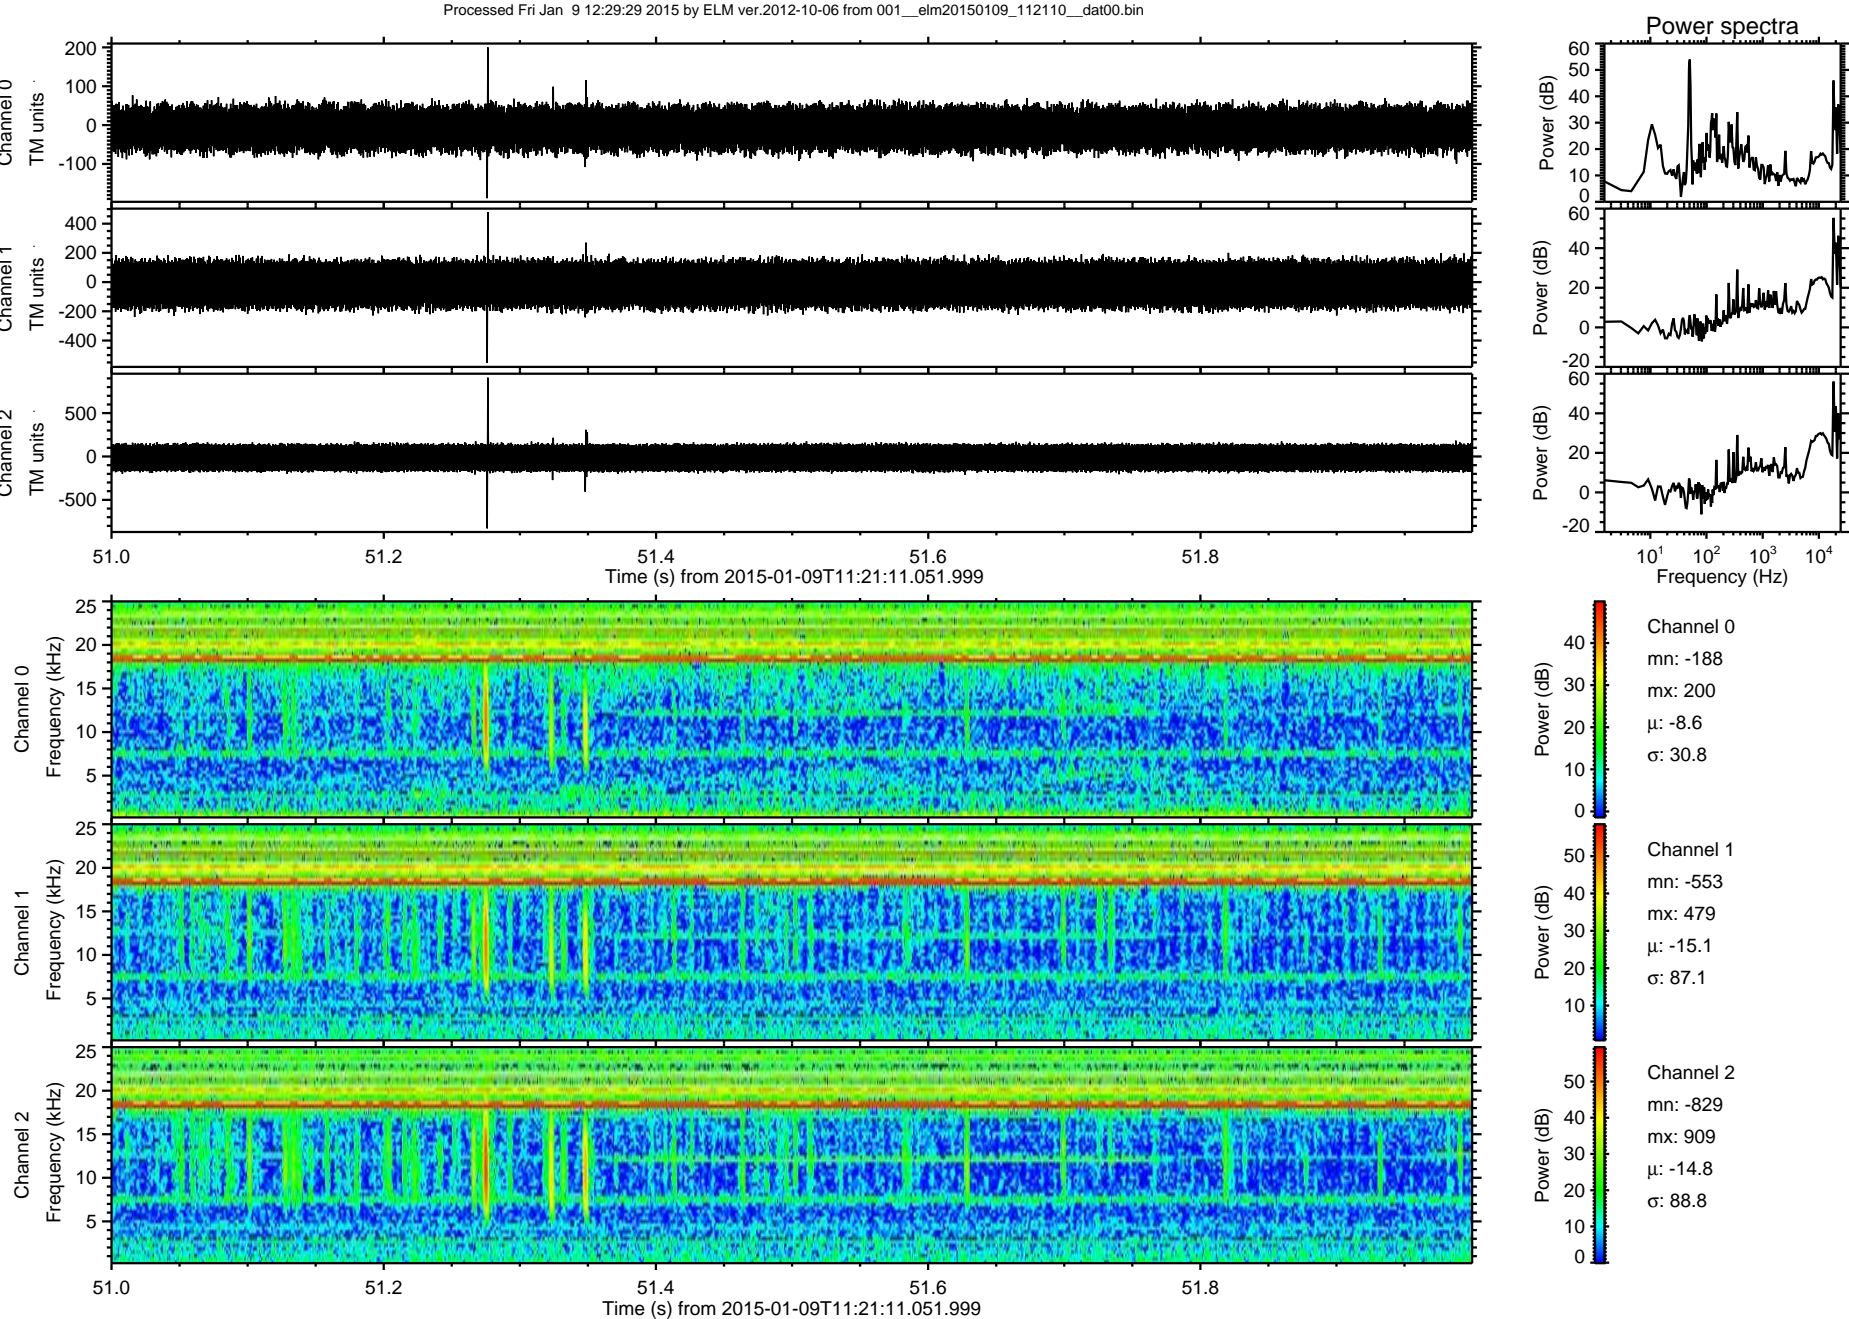 Processed Fri Jan  9 12:29:29 2015 by ELM ver.2012-10-06 from 001__elm20150109_112110__dat00.bin
Power spectra
Channel 0
TM units
200
100
0
-100
Power (dB)
60
50
40
30
20
10
0
Channel 1
TM units
400
200
0
-200
-400
Power (dB)
60
40
20
0
-20
Channel 2
TM units
500
0
-500
Power (dB)
60
40
20
0
-20
51.0 51.2 51.4 51.6 51.8
Time (s) from 2015-01-09T11:21:11.051.999
10¹ 10² 10³ 10⁴
Frequency (Hz)
Channel 0
Frequency (kHz)
25
20
15
10
5
Power (dB)
40
30
20
10
0
Channel 0
mn: -188
mx: 200
μ: -8.6
σ: 30.8
Channel 1
Frequency (kHz)
25
20
15
10
5
Power (dB)
50
40
30
20
10
Channel 1
mn: -553
mx: 479
μ: -15.1
σ: 87.1
Channel 2
Frequency (kHz)
25
20
15
10
5
Power (dB)
50
40
30
20
10
0
Channel 2
mn: -829
mx: 909
μ: -14.8
σ: 88.8
51.0 51.2 51.4 51.6 51.8
Time (s) from 2015-01-09T11:21:11.051.999